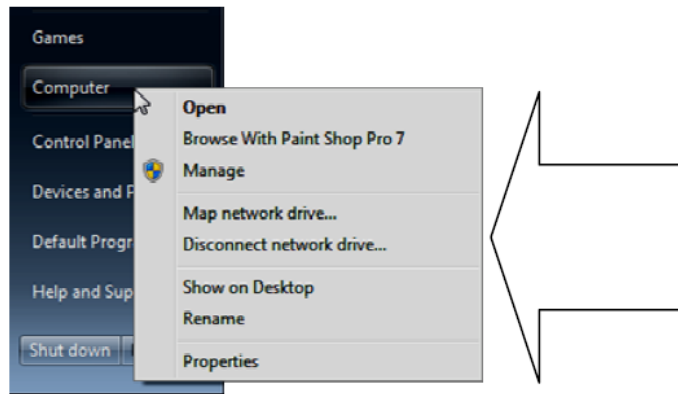 Games
Computer
Control Panel
Devices and P
Default Progr
Help and Sup
Shut down
Open
Browse With Paint Shop Pro 7
Manage
Map network drive...
Disconnect network drive...
Show on Desktop
Rename
Properties